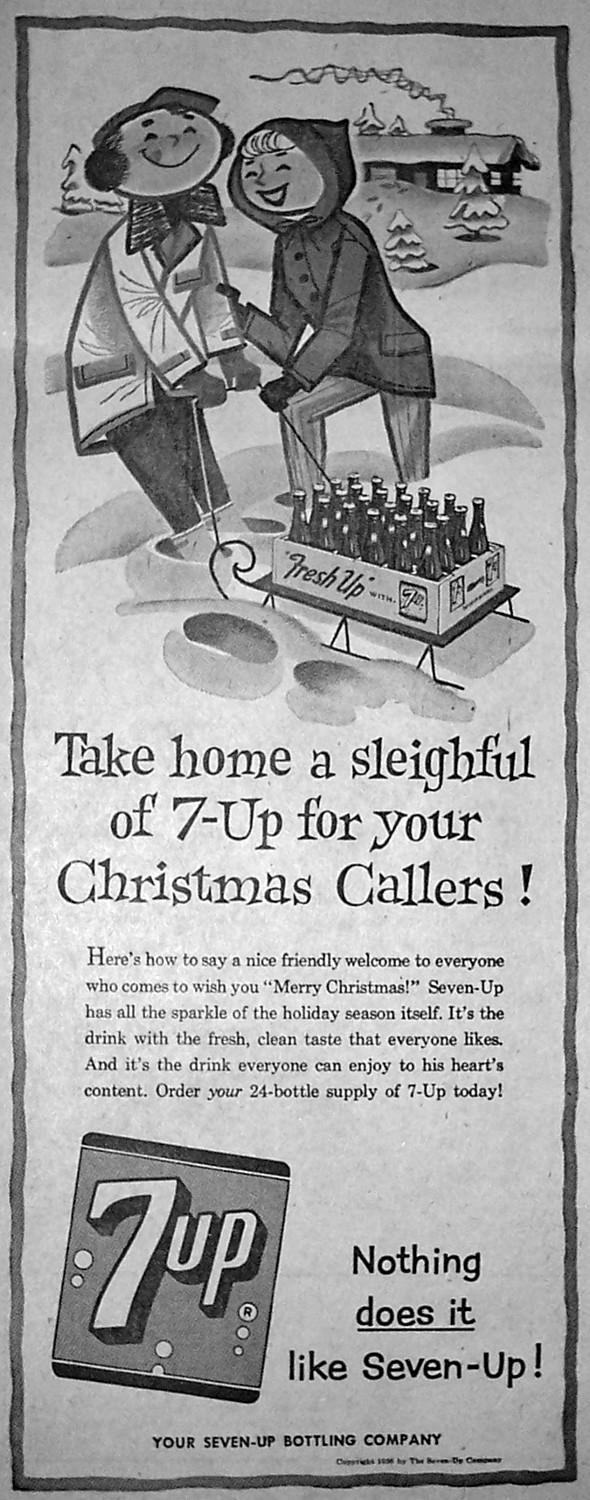 "Fresh Up"
WITH
7up
Take home a sleighful
of 7-Up for your
Christmas Callers!
Here's how to say a nice friendly welcome to everyone
who comes to wish you "Merry Christmas!" Seven-Up
has all the sparkle of the holiday season itself. It's the
drink with the fresh, clean taste that everyone likes.
And it's the drink everyone can enjoy to his heart's
content. Order your 24-bottle supply of 7-Up today!
7up
®
Nothing
does it
like Seven-Up!
YOUR SEVEN-UP BOTTLING COMPANY
Copyright 1956 by The Seven-Up Company